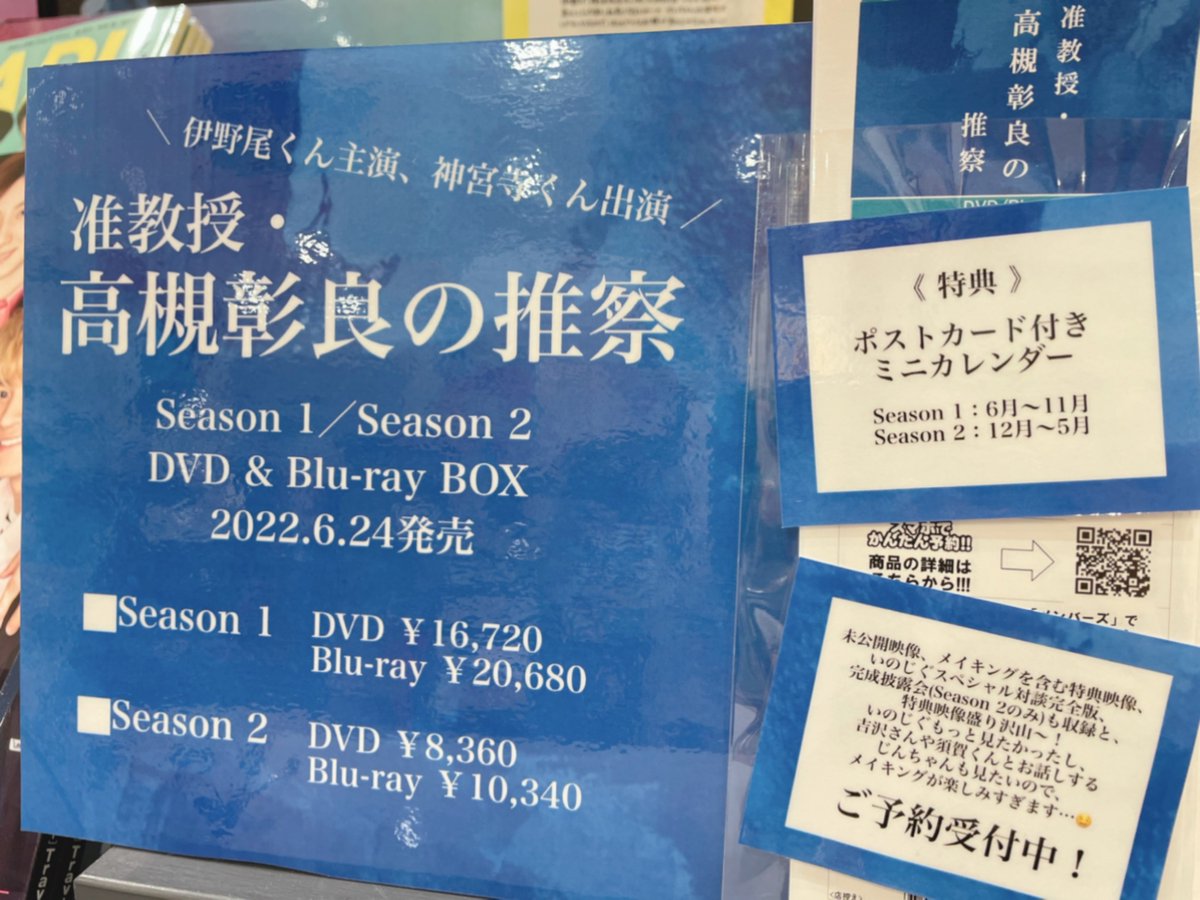 ＼ 伊野尾くん主演、神宮寺くん出演 ／
准教授・
高槻彰良の推察
Season 1／Season 2
DVD & Blu-ray BOX
2022.6.24発売
■Season 1 DVD ￥16,720
Blu-ray ￥20,680
■Season 2 DVD ￥8,360
Blu-ray ￥10,340
准教授・
高槻彰良の
推察
《 特典 》
ポストカード付き
ミニカレンダー
Season 1：6月～11月
Season 2：12月～5月
かんたん予約!!
商品の詳細は
こちらから!!!
未公開映像、メイキングを含む特典映像、
いのじぐスペシャル対談完全版、
完成披露会(Season 2のみ)も収録と、
特典映像盛り沢山～！
いのじぐもっと見たかったし、
吉沢さんや須賀くんとお話しする
じんちゃんも見たいので、
メイキングが楽しみすぎます…
ご予約受付中！